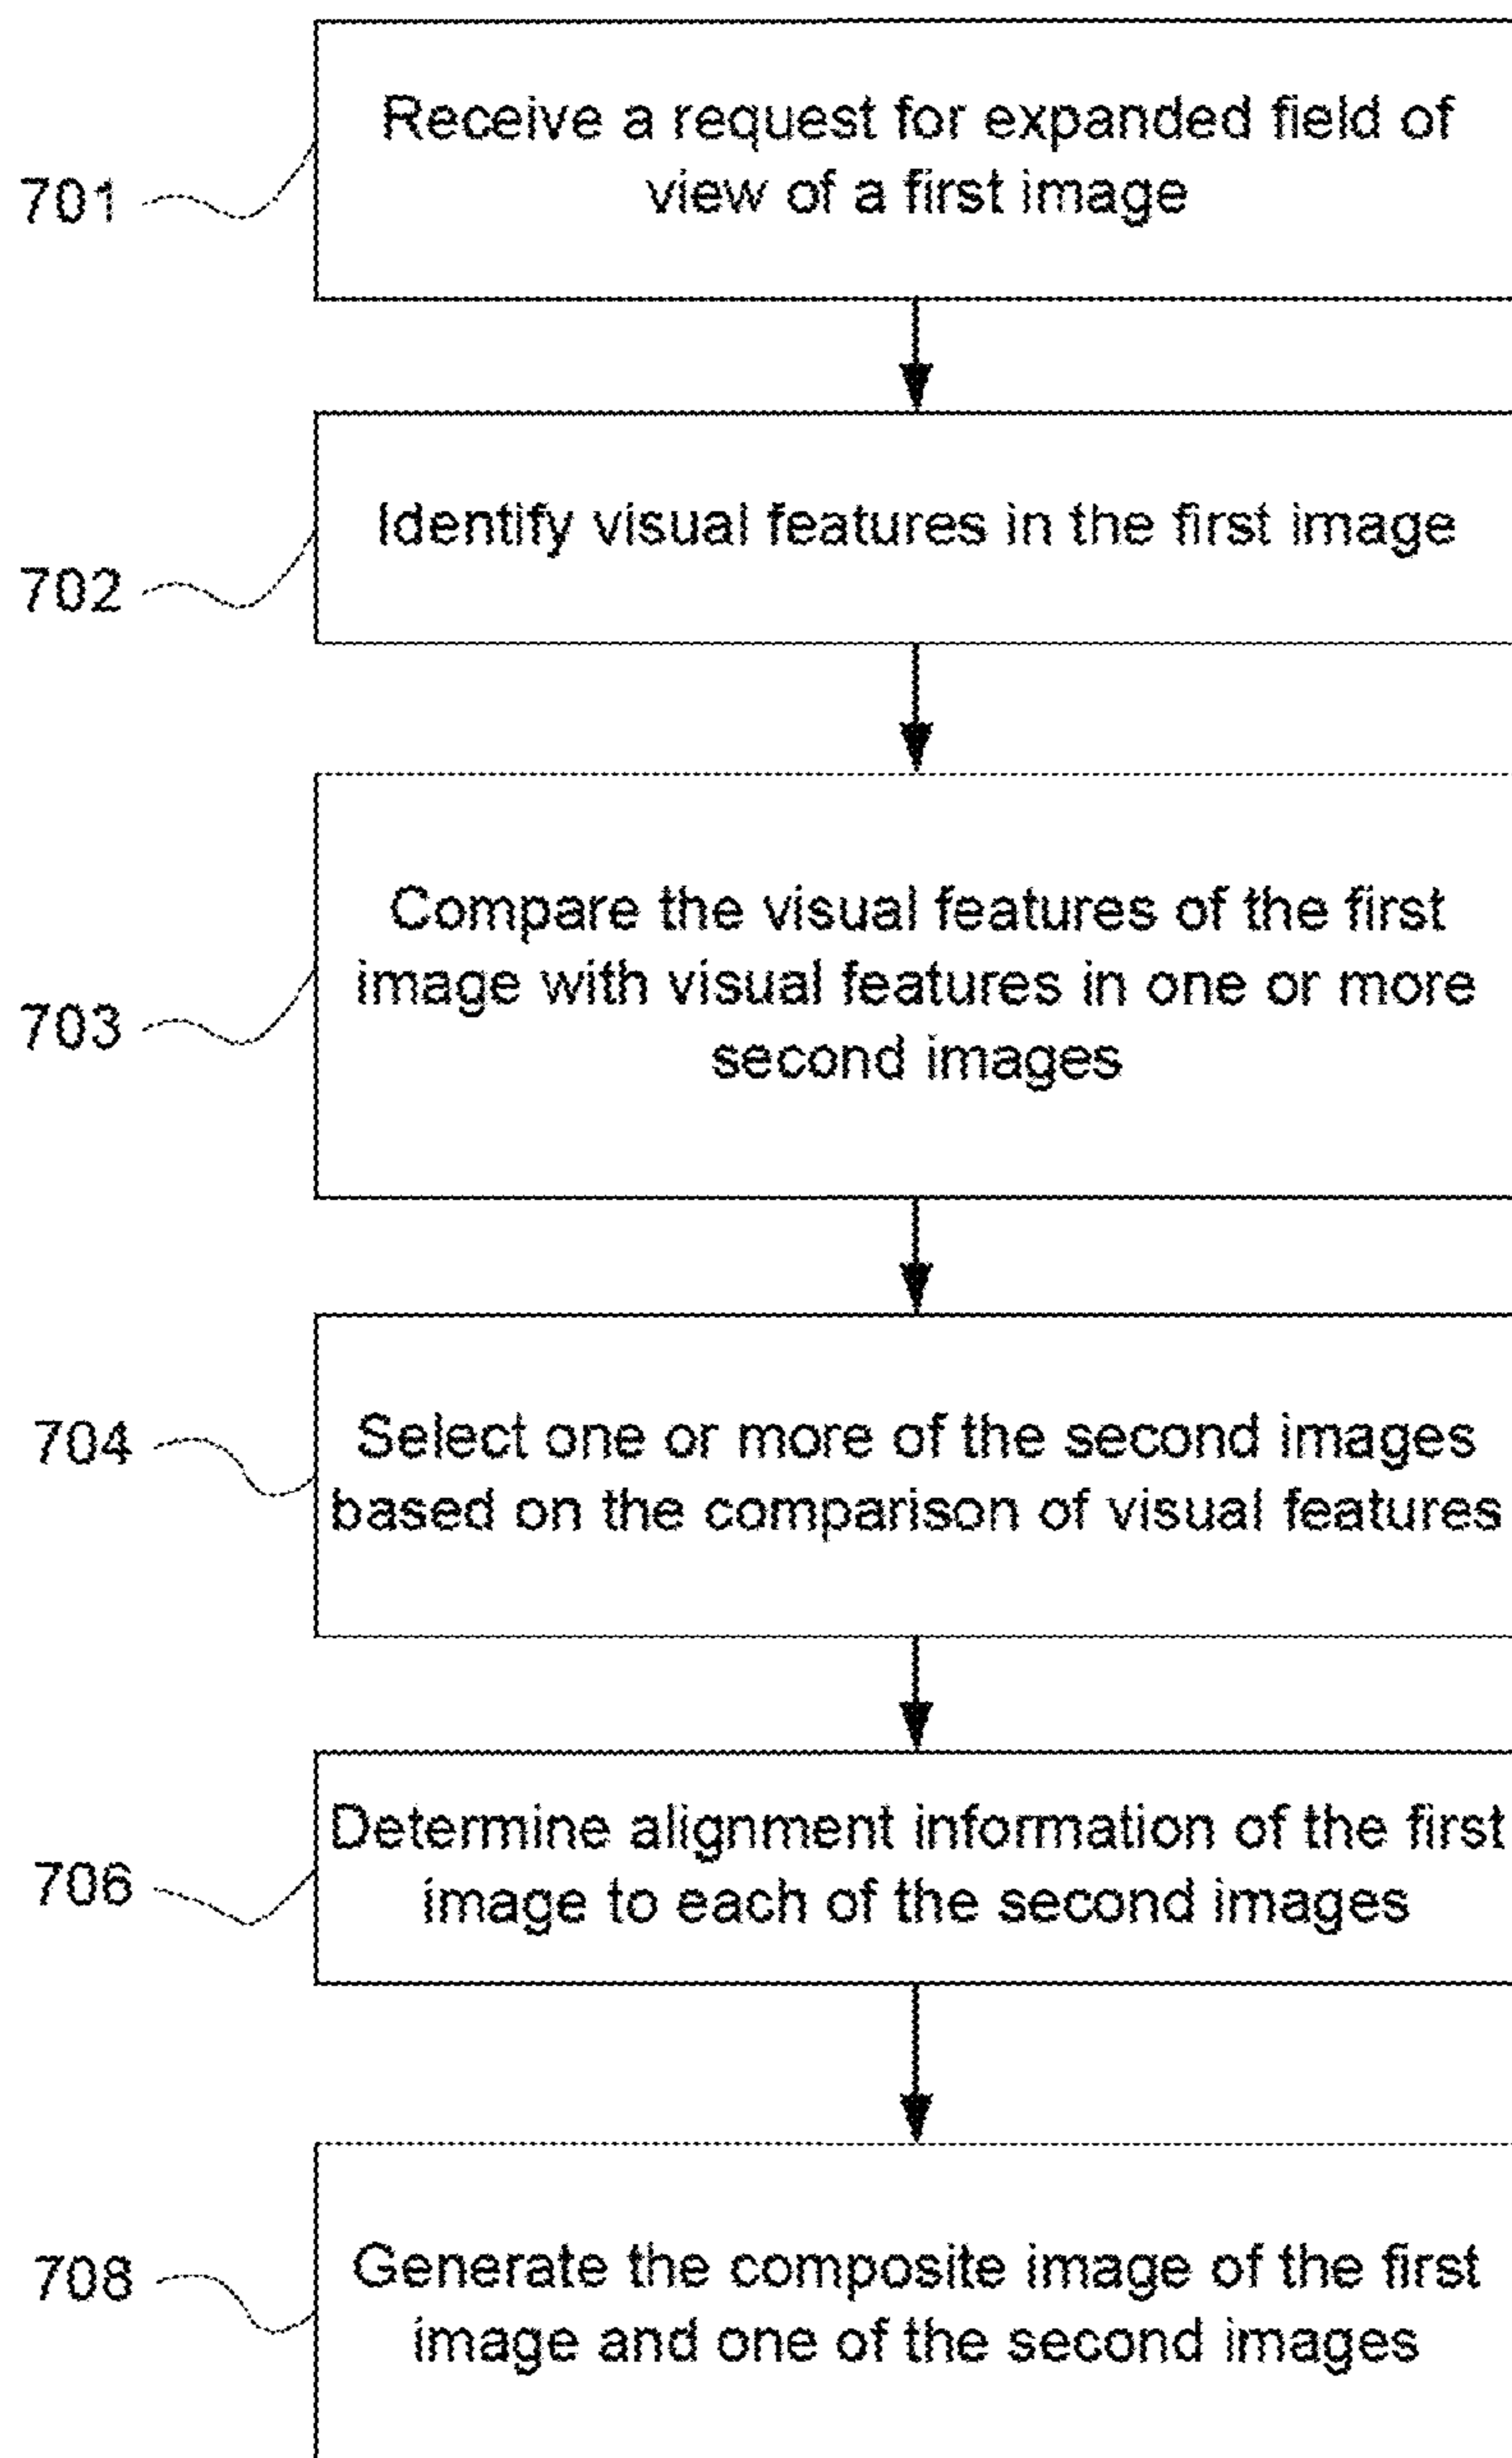 Receive a request for expanded field of
view of a first image
701
Identify visual features in the first image
702
Compare the visual features of the first
image with visual features in one or more
second images
703
Select one or more of the second images
based on the comparison of visual features
704
Determine alignment information of the first
image to each of the second images
706
Generate the composite image of the first
image and one of the second images
708